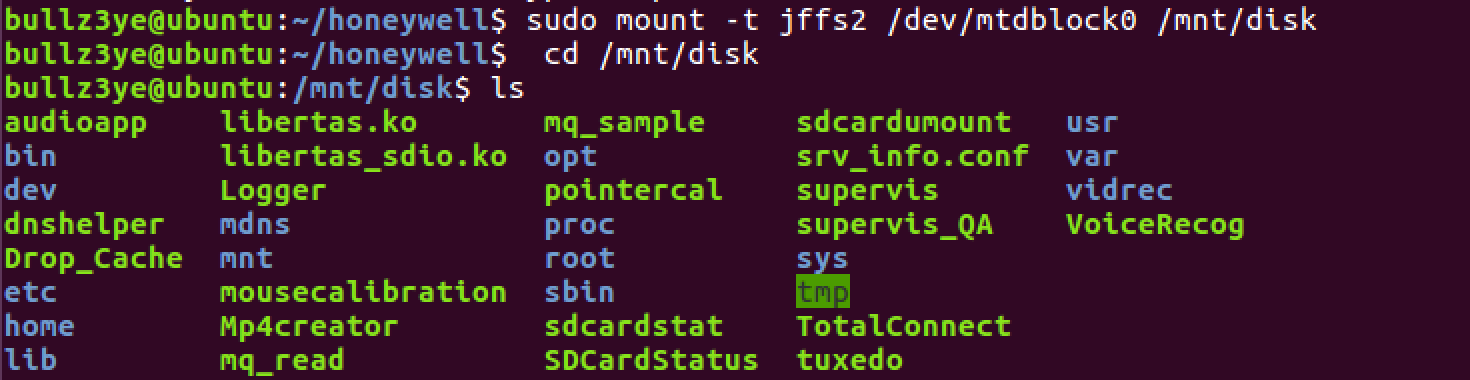 bullz3ye@ubuntu:~/honeywell$ sudo mount -t jffs2 /dev/mtdblock0 /mnt/disk
bullz3ye@ubuntu:~/honeywell$  cd /mnt/disk
bullz3ye@ubuntu:/mnt/disk$ ls
audioapp    libertas.ko       mq_sample      sdcardumount   usr
bin         libertas_sdio.ko  opt            srv_info.conf  var
dev         Logger            pointercal     supervis       vidrec
dnshelper   mdns              proc           supervis_QA    VoiceRecog
Drop_Cache  mnt               root           sys
etc         mousecalibration  sbin           tmp
home        Mp4creator        sdcardstat     TotalConnect
lib         mq_read           SDCardStatus   tuxedo